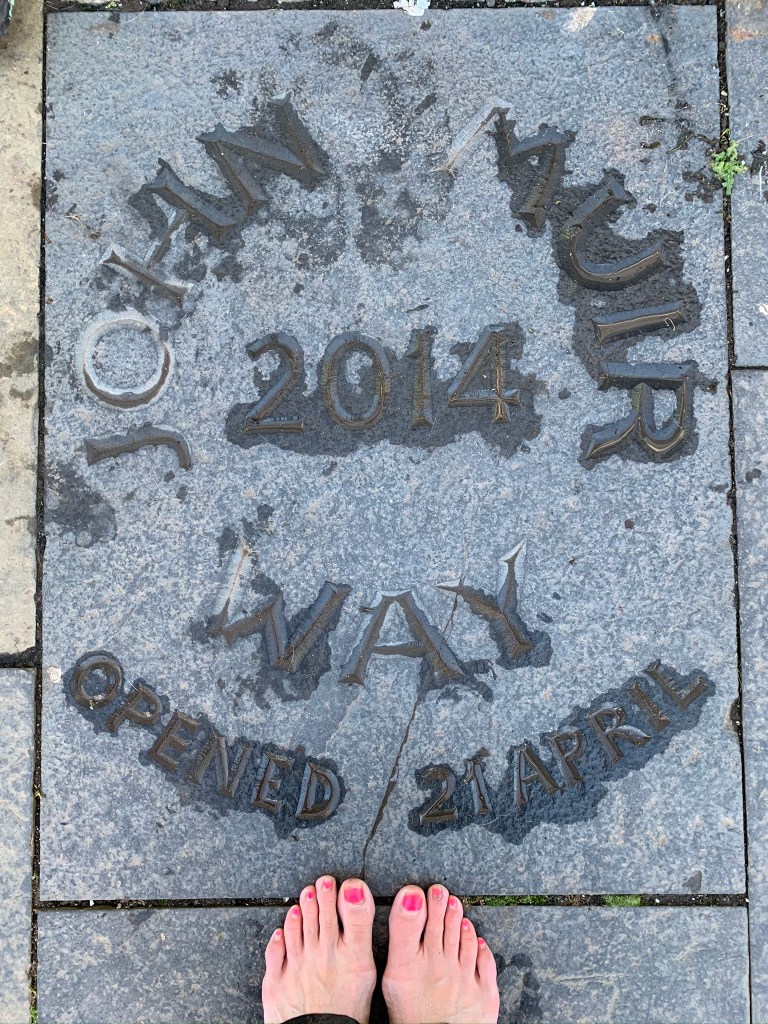 JOHN MUIR
2014
WAY
OPENED 21 APRIL